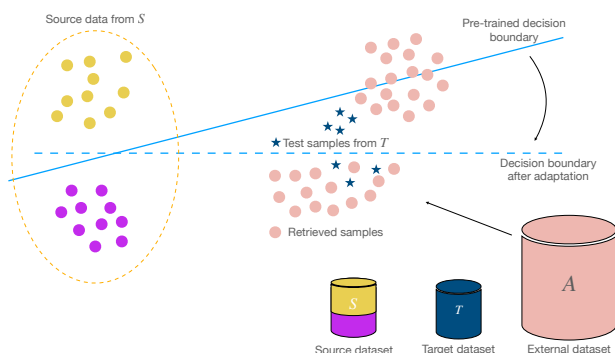 Source data from S
Pre-trained decision
boundary
Test samples from T
Decision boundary
after adaptation
Retrieved samples
S
T
A
Source dataset
Target dataset
External dataset